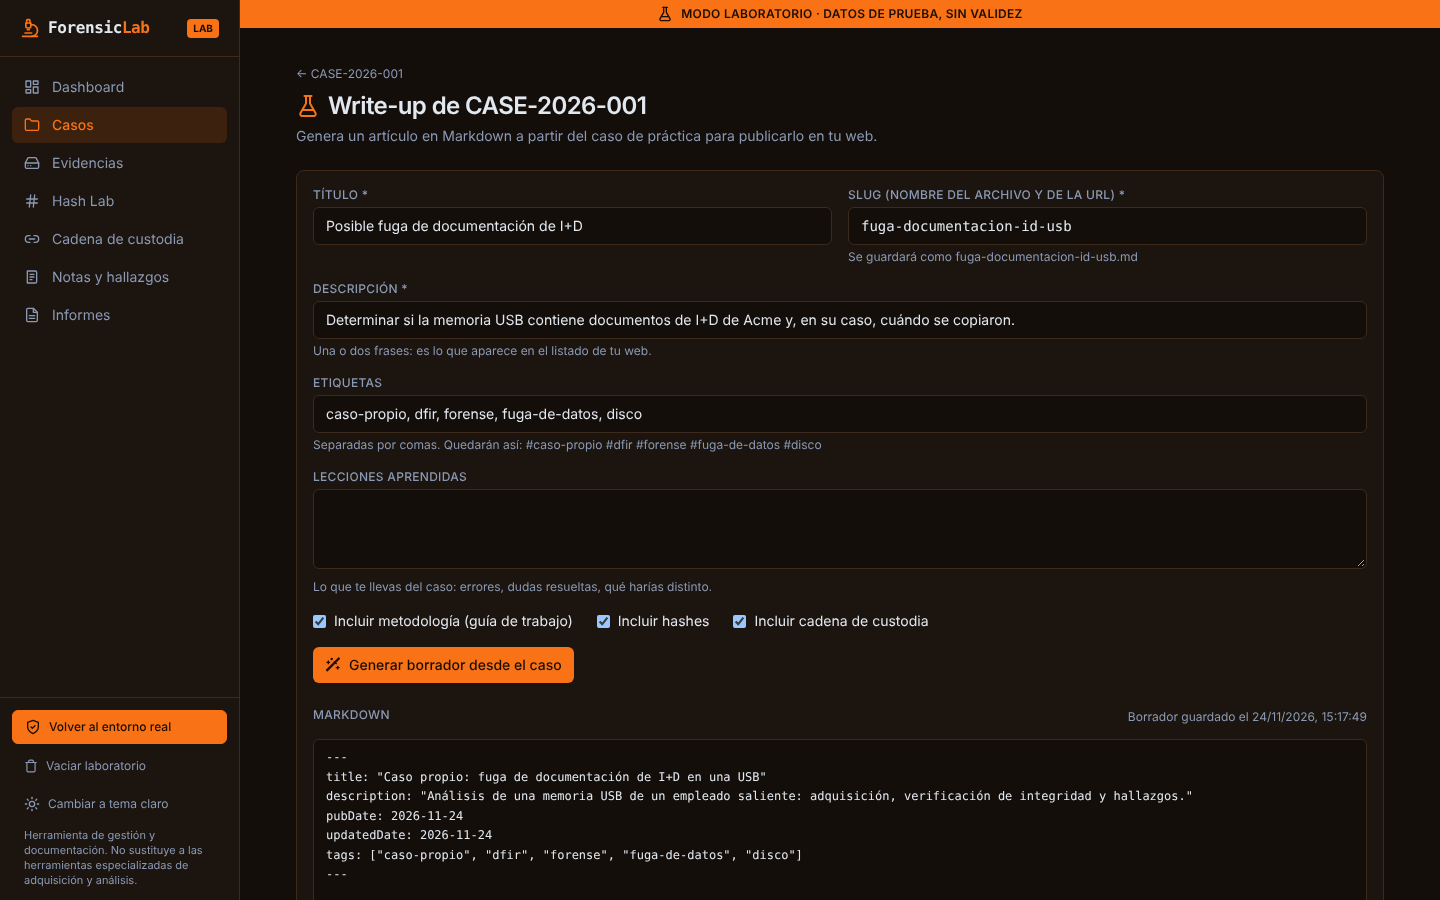 ForensicLab
LAB
Dashboard
Casos
Evidencias
Hash Lab
Cadena de custodia
Notas y hallazgos
Informes
Volver al entorno real
Vaciar laboratorio
Cambiar a tema claro
Herramienta de gestión y
documentación. No sustituye a las
herramientas especializadas de
adquisición y análisis.
MODO LABORATORIO · DATOS DE PRUEBA, SIN VALIDEZ
← CASE-2026-001
Write-up de CASE-2026-001
Genera un artículo en Markdown a partir del caso de práctica para publicarlo en tu web.
TÍTULO *
Posible fuga de documentación de I+D
SLUG (NOMBRE DEL ARCHIVO Y DE LA URL) *
fuga-documentacion-id-usb
Se guardará como fuga-documentacion-id-usb.md
DESCRIPCIÓN *
Determinar si la memoria USB contiene documentos de I+D de Acme y, en su caso, cuándo se copiaron.
Una o dos frases: es lo que aparece en el listado de tu web.
ETIQUETAS
caso-propio, dfir, forense, fuga-de-datos, disco
Separadas por comas. Quedarán así: #caso-propio #dfir #forense #fuga-de-datos #disco
LECCIONES APRENDIDAS
Lo que te llevas del caso: errores, dudas resueltas, qué harías distinto.
Incluir metodología (guía de trabajo)
Incluir hashes
Incluir cadena de custodia
Generar borrador desde el caso
MARKDOWN
Borrador guardado el 24/11/2026, 15:17:49
---
title: "Caso propio: fuga de documentación de I+D en una USB"
description: "Análisis de una memoria USB de un empleado saliente: adquisición, verificación de integridad y hallazgos."
pubDate: 2026-11-24
updatedDate: 2026-11-24
tags: ["caso-propio", "dfir", "forense", "fuga-de-datos", "disco"]
---